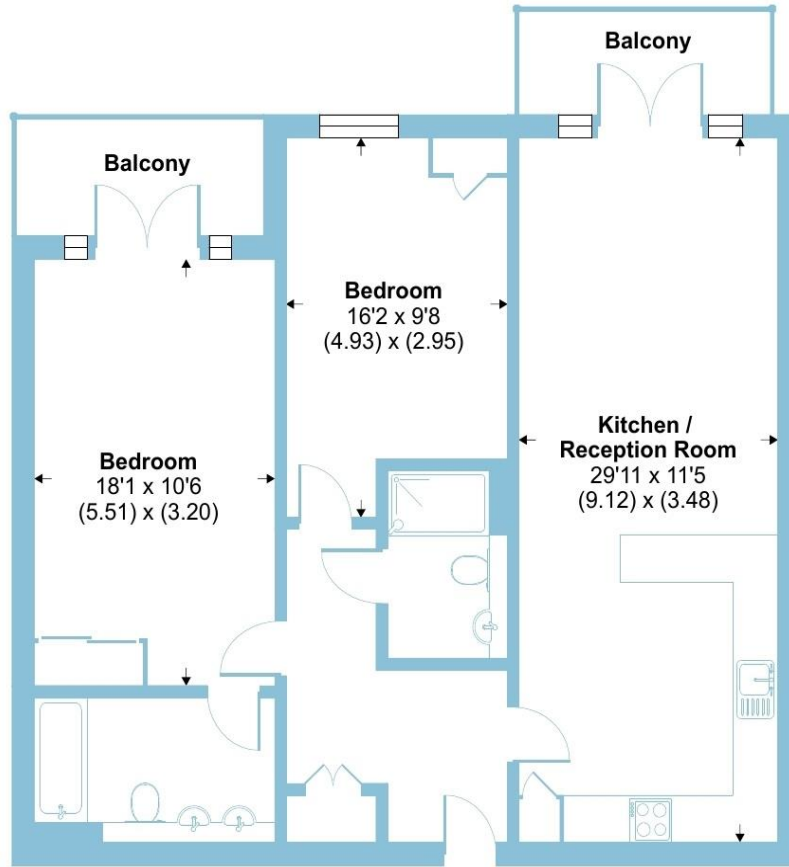 Balcony
Balcony
Bedroom
16'2 x 9'8
(4.93) x (2.95)
Kitchen /
Reception Room
29'11 x 11'5
(9.12) x (3.48)
Bedroom
18'1 x 10'6
(5.51) x (3.20)